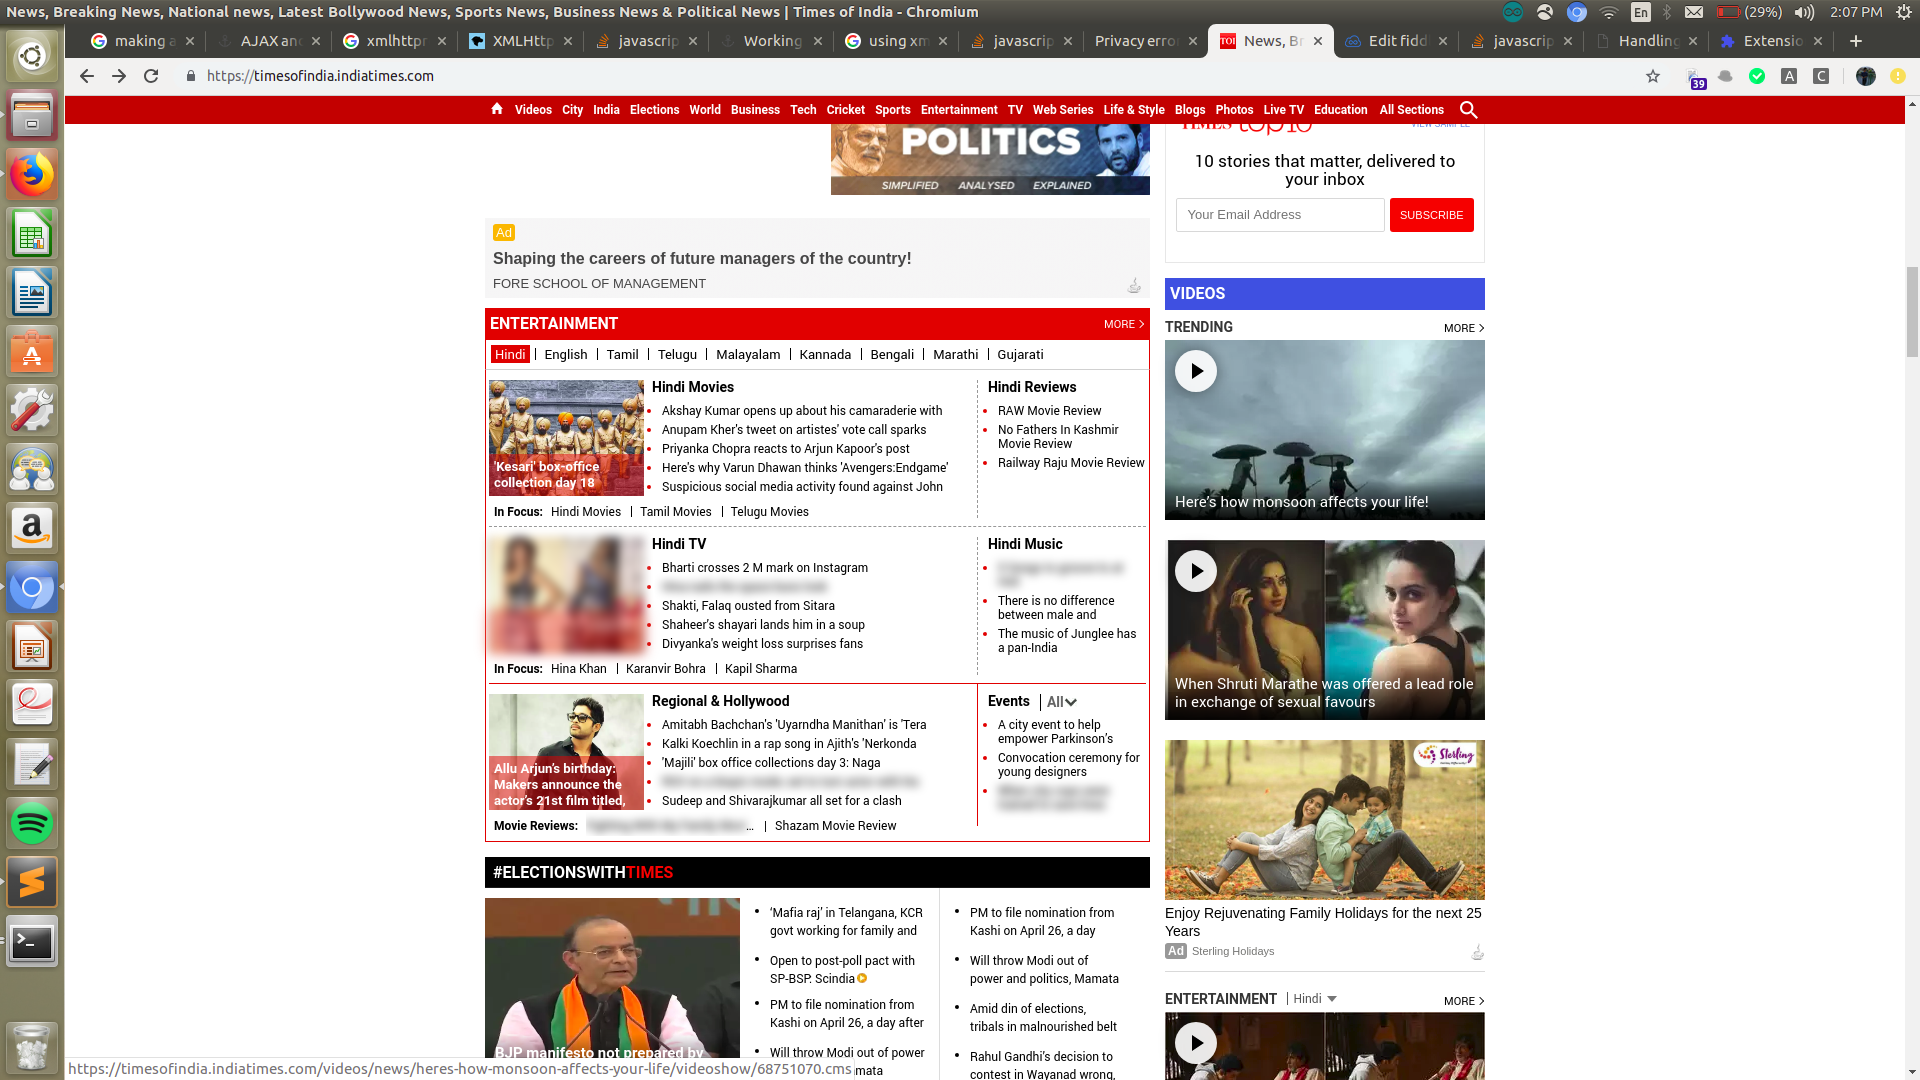 News, Breaking News, National news, Latest Bollywood News, Sports News, Business News & Political News | Times of India - Chromium
En
(29%)
2:07 PM
making a
AJAX an
xmlhttpr
XMLHttp
javascrip
Working
using xm
javascrip
Privacy erro
TOI
News, Br
Edit fidd
javascrip
Handling
Extensio
https://timesofindia.indiatimes.com
39
A
C
Videos City India Elections World Business Tech Cricket Sports Entertainment TV Web Series Life & Style Blogs Photos Live TV Education All Sections
POLITICS
SIMPLIFIED ANALYSED EXPLAINED
TIMES top10
VIEW SAMPLE
10 stories that matter, delivered to
your inbox
Your Email Address
SUBSCRIBE
Ad
Shaping the careers of future managers of the country!
FORE SCHOOL OF MANAGEMENT
ENTERTAINMENT
MORE
Hindi | English | Tamil | Telugu | Malayalam | Kannada | Bengali | Marathi | Gujarati
'Kesari' box-office
collection day 18
Hindi Movies
Akshay Kumar opens up about his camaraderie with
Anupam Kher's tweet on artistes' vote call sparks
Priyanka Chopra reacts to Arjun Kapoor's post
Here's why Varun Dhawan thinks 'Avengers:Endgame'
Suspicious social media activity found against John
Hindi Reviews
RAW Movie Review
No Fathers In Kashmir
Movie Review
Railway Raju Movie Review
In Focus: Hindi Movies | Tamil Movies | Telugu Movies
Hindi TV
Bharti crosses 2 M mark on Instagram
Shakti, Falaq ousted from Sitara
Shaheer's shayari lands him in a soup
Divyanka's weight loss surprises fans
Hindi Music
There is no difference
between male and
The music of Junglee has
a pan-India
In Focus: Hina Khan | Karanvir Bohra | Kapil Sharma
Allu Arjun's birthday:
Makers announce the
actor's 21st film titled,
Regional & Hollywood
Amitabh Bachchan's 'Uyarndha Manithan' is 'Tera
Kalki Koechlin in a rap song in Ajith's 'Nerkonda
'Majili' box office collections day 3: Naga
Sudeep and Shivarajkumar all set for a clash
Events | All
A city event to help
empower Parkinson's
Convocation ceremony for
young designers
Movie Reviews:
... | Shazam Movie Review
#ELECTIONSWITHTIMES
BJP manifesto not prepared by
'Mafia raj' in Telangana, KCR
govt working for family and
Open to post-poll pact with
SP-BSP: Scindia
PM to file nomination from
Kashi on April 26, a day after
Will throw Modi out of power
mata
PM to file nomination from
Kashi on April 26, a day
Will throw Modi out of
power and politics, Mamata
Amid din of elections,
tribals in malnourished belt
Rahul Gandhi's decision to
contest in Wayanad wrong,
VIDEOS
TRENDING
MORE
Here's how monsoon affects your life!
When Shruti Marathe was offered a lead role
in exchange of sexual favours
Sterling
Enjoy Rejuvenating Family Holidays for the next 25
Years
Ad Sterling Holidays
ENTERTAINMENT | Hindi
MORE
https://timesofindia.indiatimes.com/videos/news/heres-how-monsoon-affects-your-life/videoshow/68751070.cms